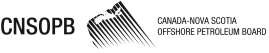 CNSOPB
CANADA-NOVA SCOTIA
OFFSHORE PETROLEUM BOARD